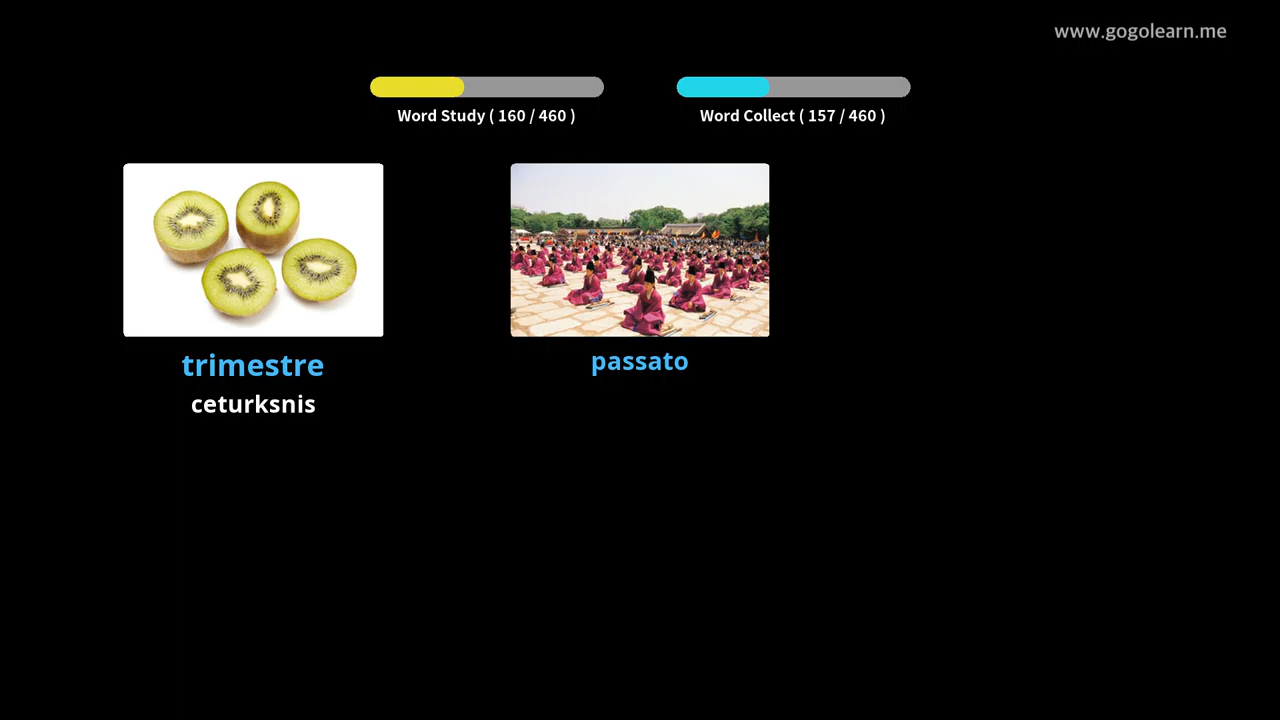 www.gogolearn.me
Word Study ( 160 / 460 )
Word Collect ( 157 / 460 )
trimestre
ceturksnis
passato